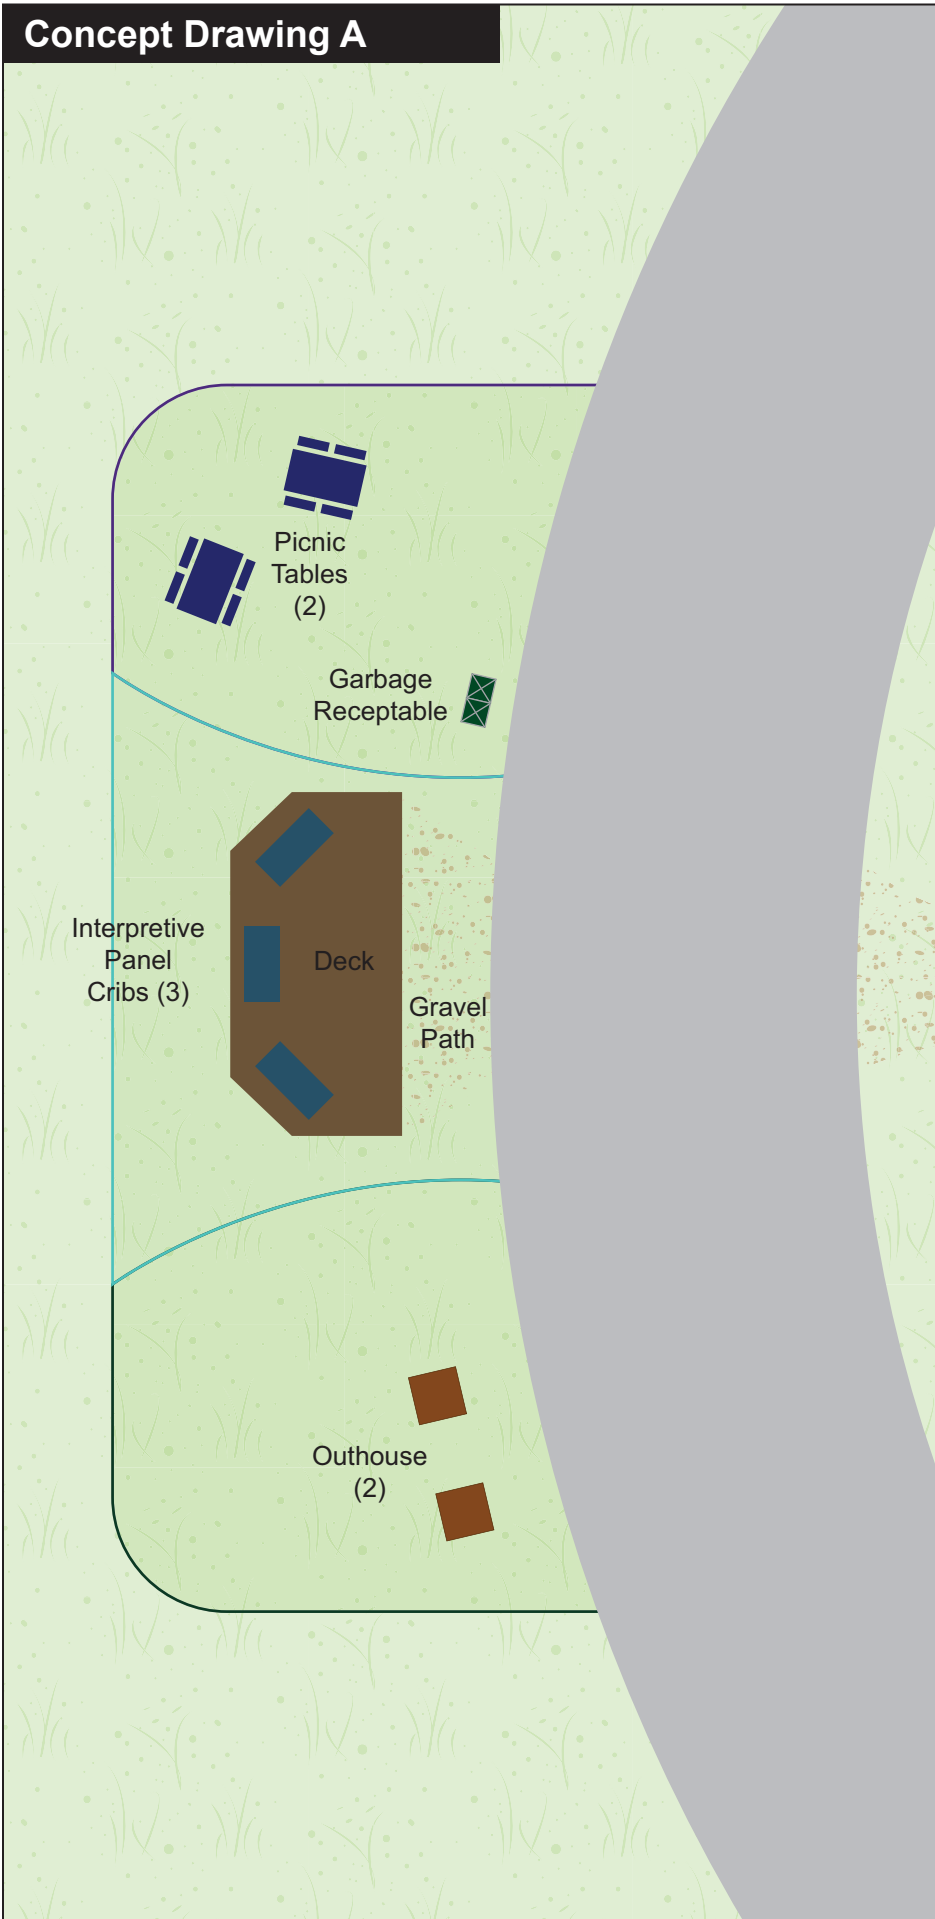 Concept Drawing A
Picnic
Tables
(2)
Garbage
Receptable
Interpretive
Panel
Cribs (3)
Deck
Gravel
Path
Outhouse
(2)